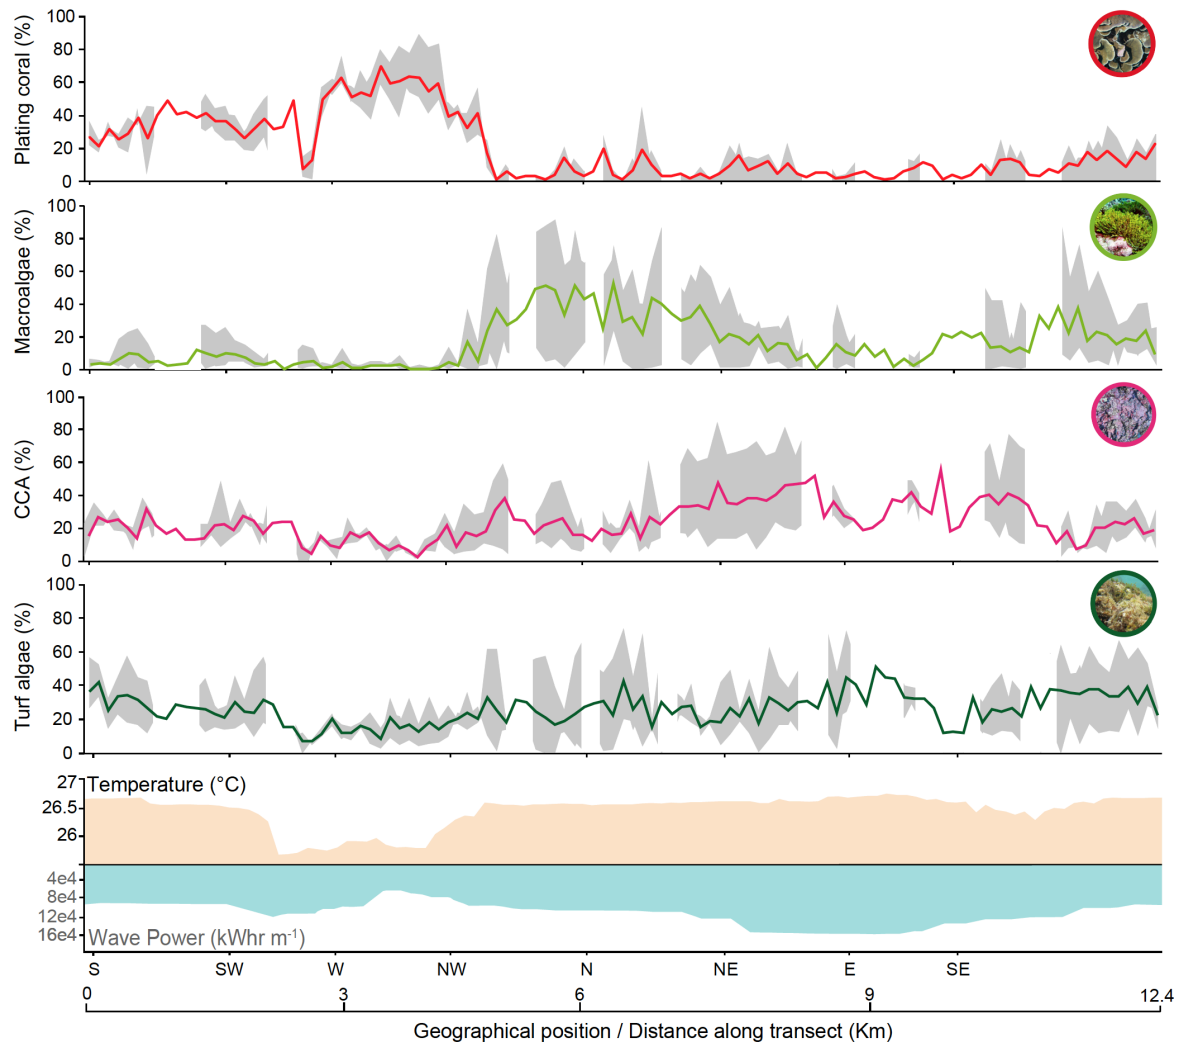 Plating coral (%)
100
80
60
40
20
0
Macroalgae (%)
100
80
60
40
20
0
CCA (%)
100
80
60
40
20
0
Turf algae (%)
100
80
60
40
20
0
27
Temperature (°C)
26.5
26
4e4
8e4
12e4
16e4
Wave Power (kWhr m-1)
S SW W NW N NE E SE
0 3 6 9 12.4
Geographical position / Distance along transect (Km)